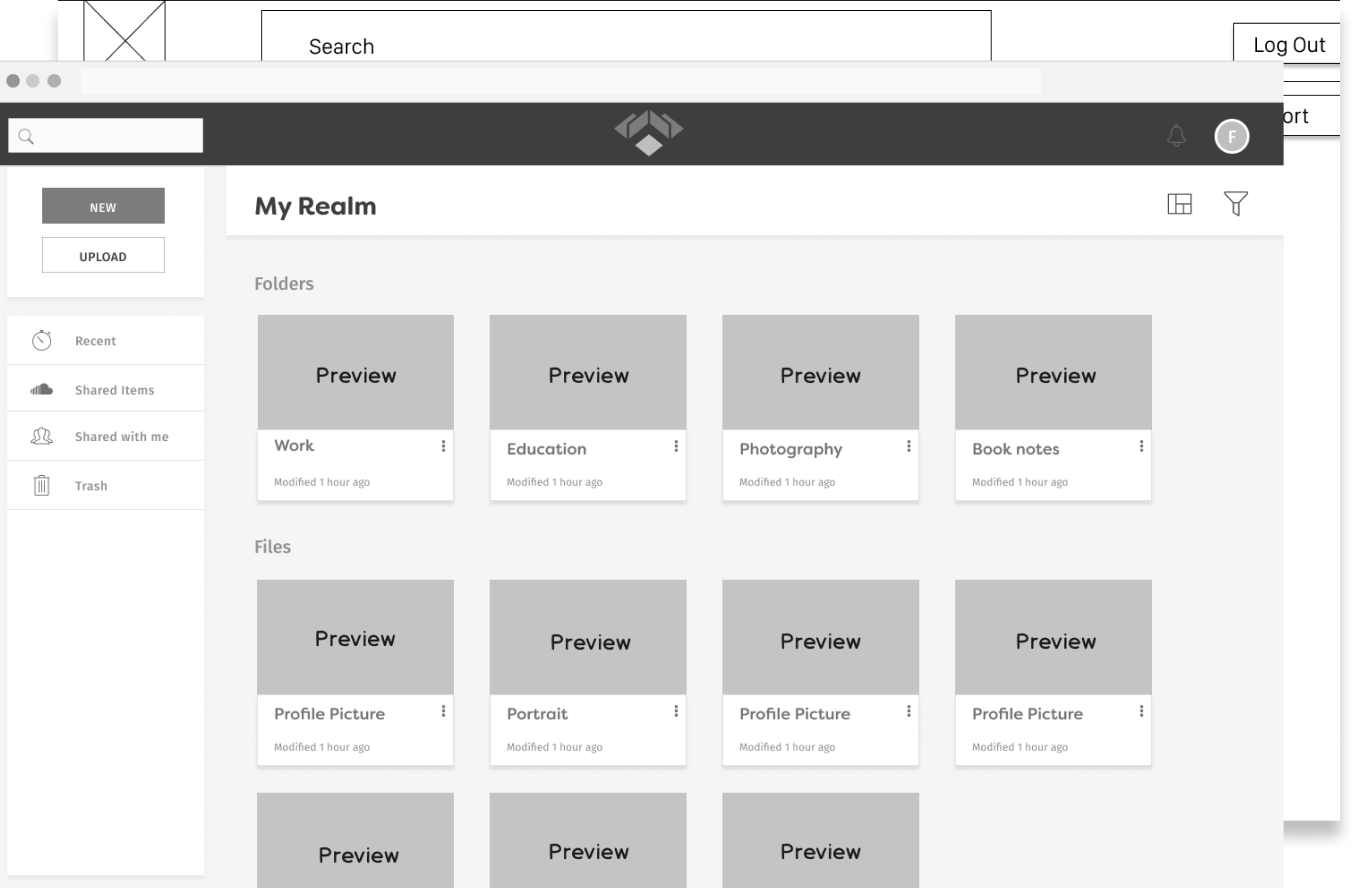 Search
Log Out
ort
F
NEW
UPLOAD
Recent
Shared Items
Shared with me
Trash
My Realm
Folders
Preview Preview Preview Preview
Work Education Photography Book notes
Modified 1 hour ago Modified 1 hour ago Modified 1 hour ago Modified 1 hour ago
Files
Preview Preview Preview Preview
Profile Picture Portrait Profile Picture Profile Picture
Modified 1 hour ago Modified 1 hour ago Modified 1 hour ago Modified 1 hour ago
Preview Preview Preview